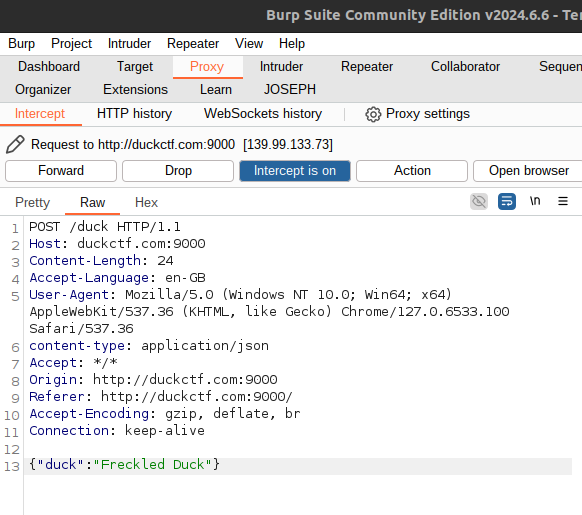 Burp Suite Community Edition v2024.6.6 - Te
Burp Project Intruder Repeater View Help
Dashboard Target Proxy Intruder Repeater Collaborator Sequen
Organizer Extensions Learn JOSEPH
Intercept HTTP history WebSockets history Proxy settings
Request to http://duckctf.com:9000 [139.99.133.73]
Forward Drop Intercept is on Action Open browser
Pretty Raw Hex \n
1 POST /duck HTTP/1.1
2 Host: duckctf.com:9000
3 Content-Length: 24
4 Accept-Language: en-GB
5 User-Agent: Mozilla/5.0 (Windows NT 10.0; Win64; x64)
AppleWebKit/537.36 (KHTML, like Gecko) Chrome/127.0.6533.100
Safari/537.36
6 content-type: application/json
7 Accept: */*
8 Origin: http://duckctf.com:9000
9 Referer: http://duckctf.com:9000/
10 Accept-Encoding: gzip, deflate, br
11 Connection: keep-alive
12
13 {"duck":"Freckled Duck"}